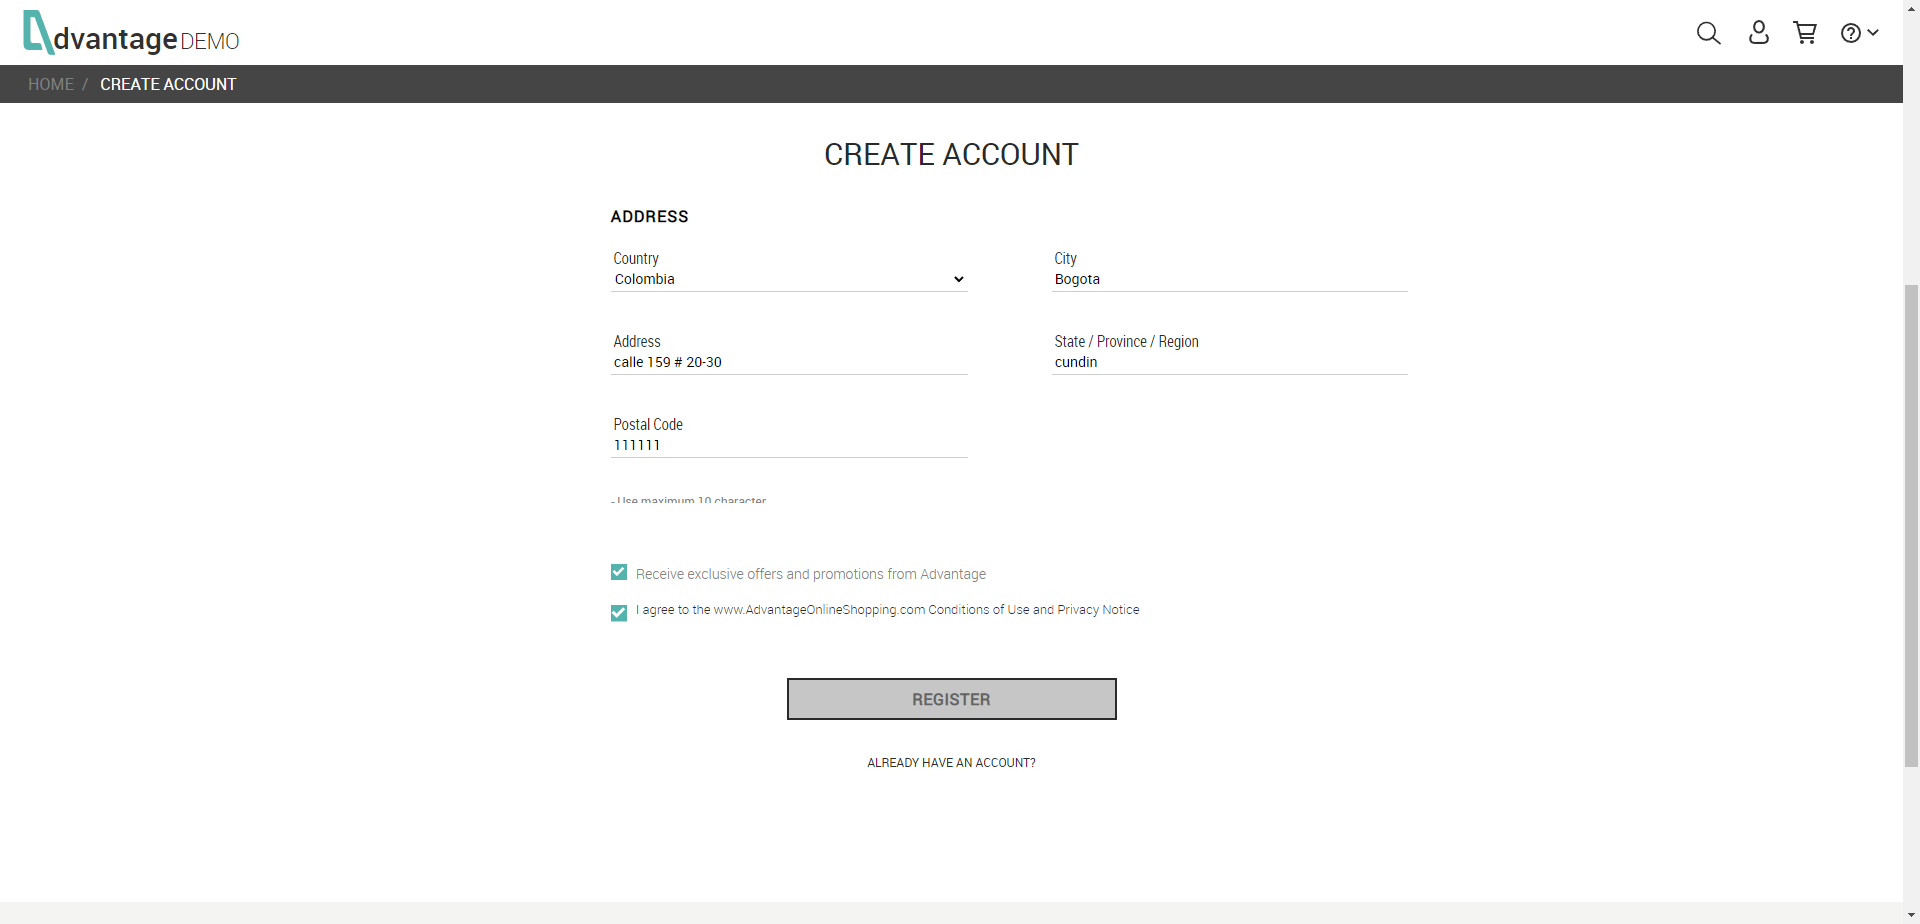 dvantage DEMO
HOME / CREATE ACCOUNT
CREATE ACCOUNT
ADDRESS
Country City
Colombia Bogota
Address State / Province / Region
calle 159 # 20-30 cundin
Postal Code
111111
- Use maximum 10 character
Receive exclusive offers and promotions from Advantage
I agree to the www.AdvantageOnlineShopping.com Conditions of Use and Privacy Notice
REGISTER
ALREADY HAVE AN ACCOUNT?